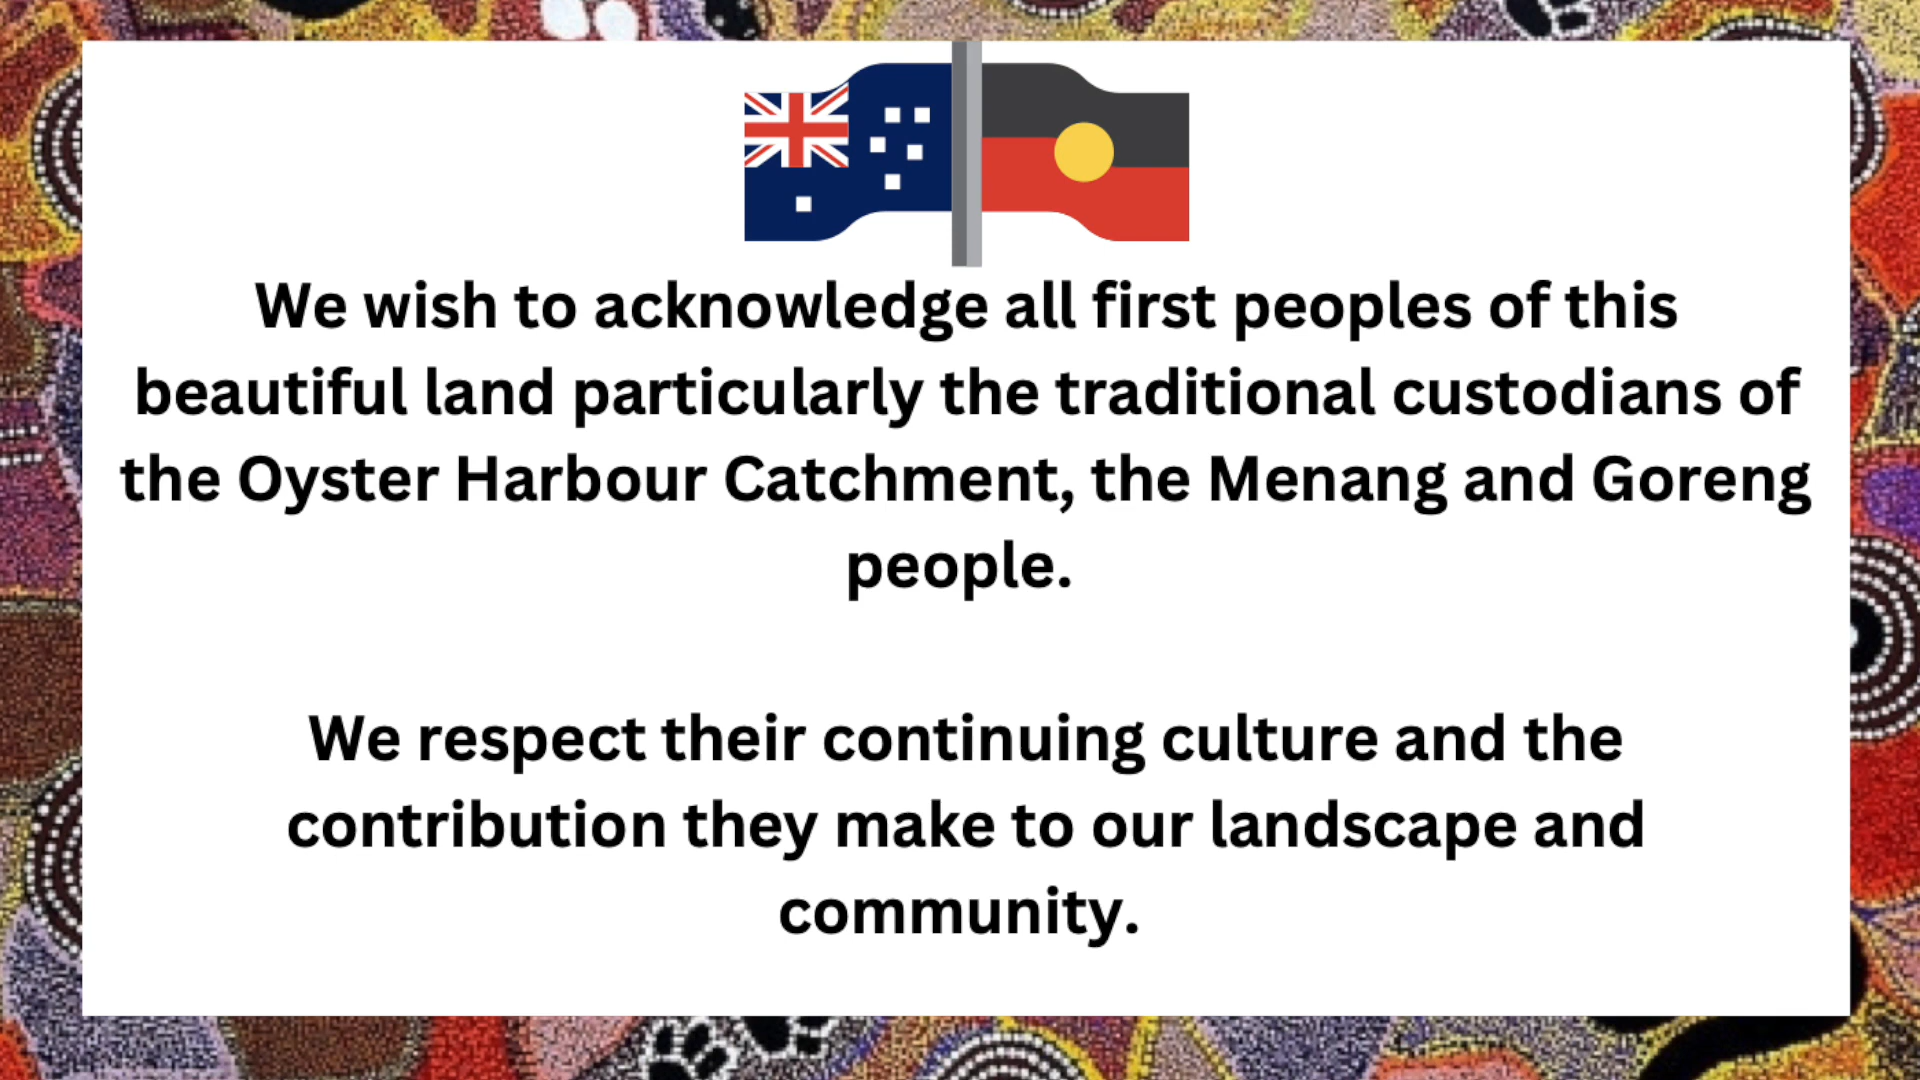 We wish to acknowledge all first peoples of this
beautiful land particularly the traditional custodians of
the Oyster Harbour Catchment, the Menang and Goreng
people.
We respect their continuing culture and the
contribution they make to our landscape and
community.